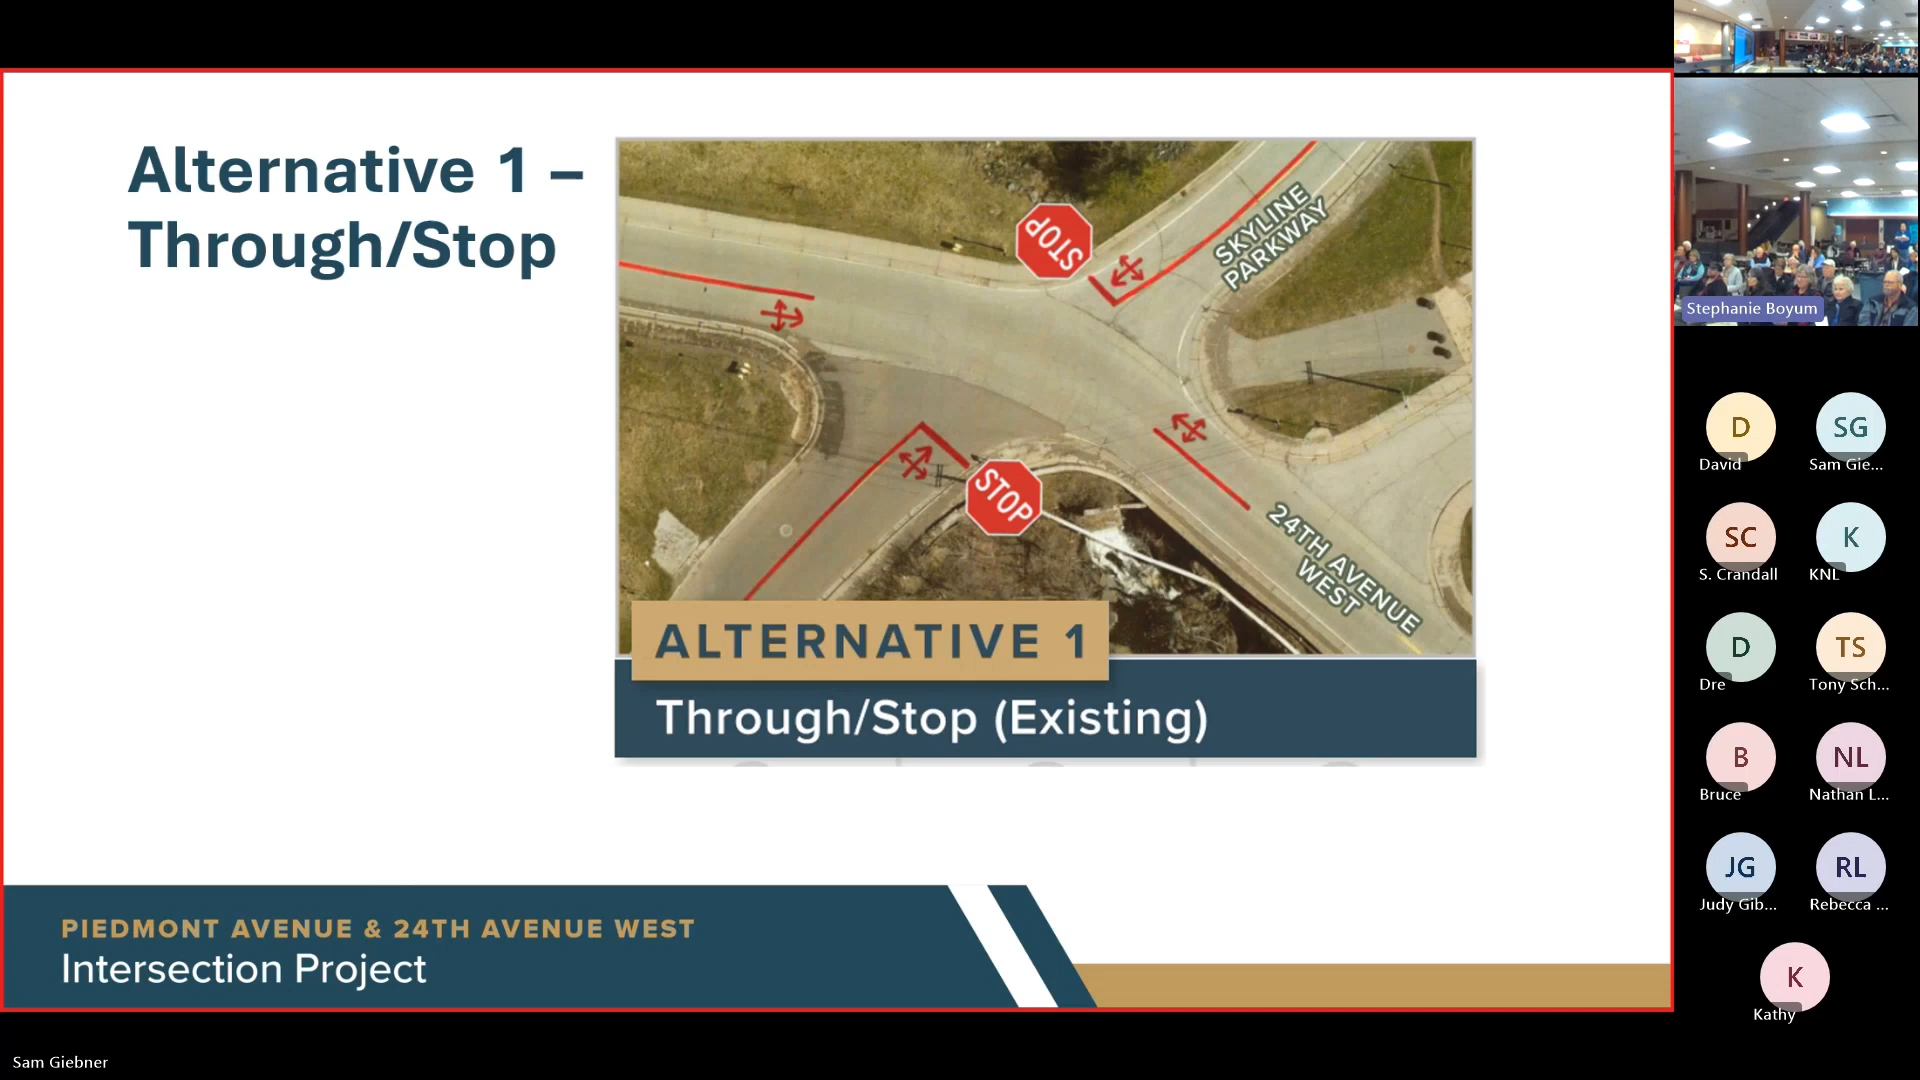 Alternative 1 –
Through/Stop
STOP
SKYLINE
PARKWAY
STOP
24TH AVENUE
WEST
ALTERNATIVE 1
Through/Stop (Existing)
PIEDMONT AVENUE & 24TH AVENUE WEST
Intersection Project
Sam Giebner
Stephanie Boyum
D
David
SG
Sam Gie...
SC
S. Crandall
K
KNL
D
Dre
TS
Tony Sch...
B
Bruce
NL
Nathan L...
JG
Judy Gib...
RL
Rebecca ...
K
Kathy